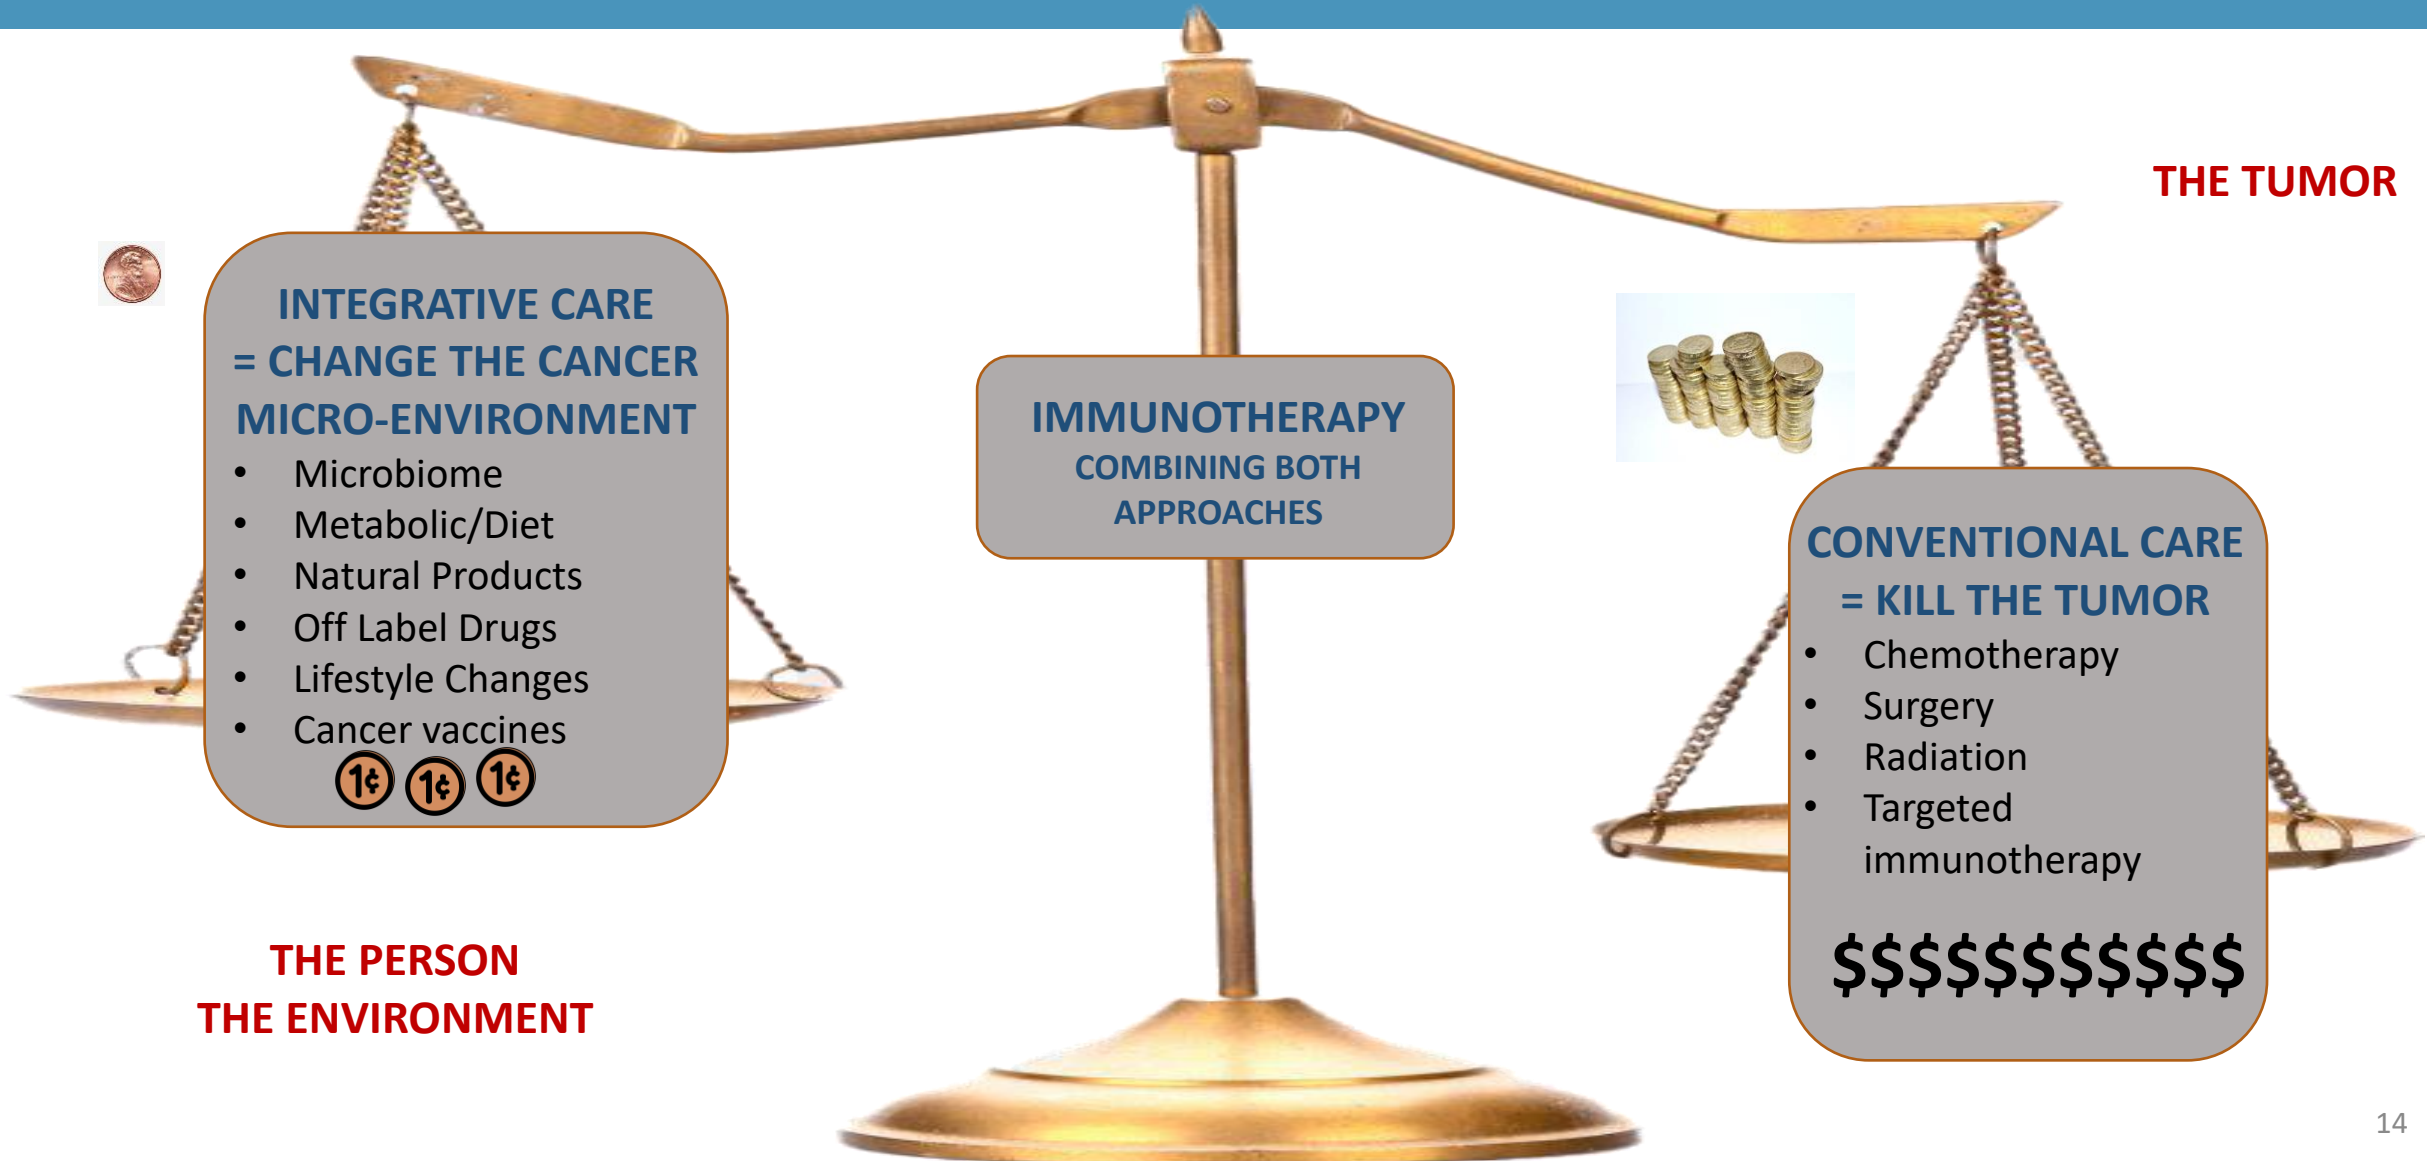 THE TUMOR
INTEGRATIVE CARE
= CHANGE THE CANCER
MICRO-ENVIRONMENT
• Microbiome
• Metabolic/Diet
• Natural Products
• Off Label Drugs
• Lifestyle Changes
• Cancer vaccines
1¢ 1¢ 1¢
THE PERSON
THE ENVIRONMENT
IMMUNOTHERAPY
COMBINING BOTH
APPROACHES
CONVENTIONAL CARE
= KILL THE TUMOR
• Chemotherapy
• Surgery
• Radiation
• Targeted
immunotherapy
$$$$$$$$$$$
14